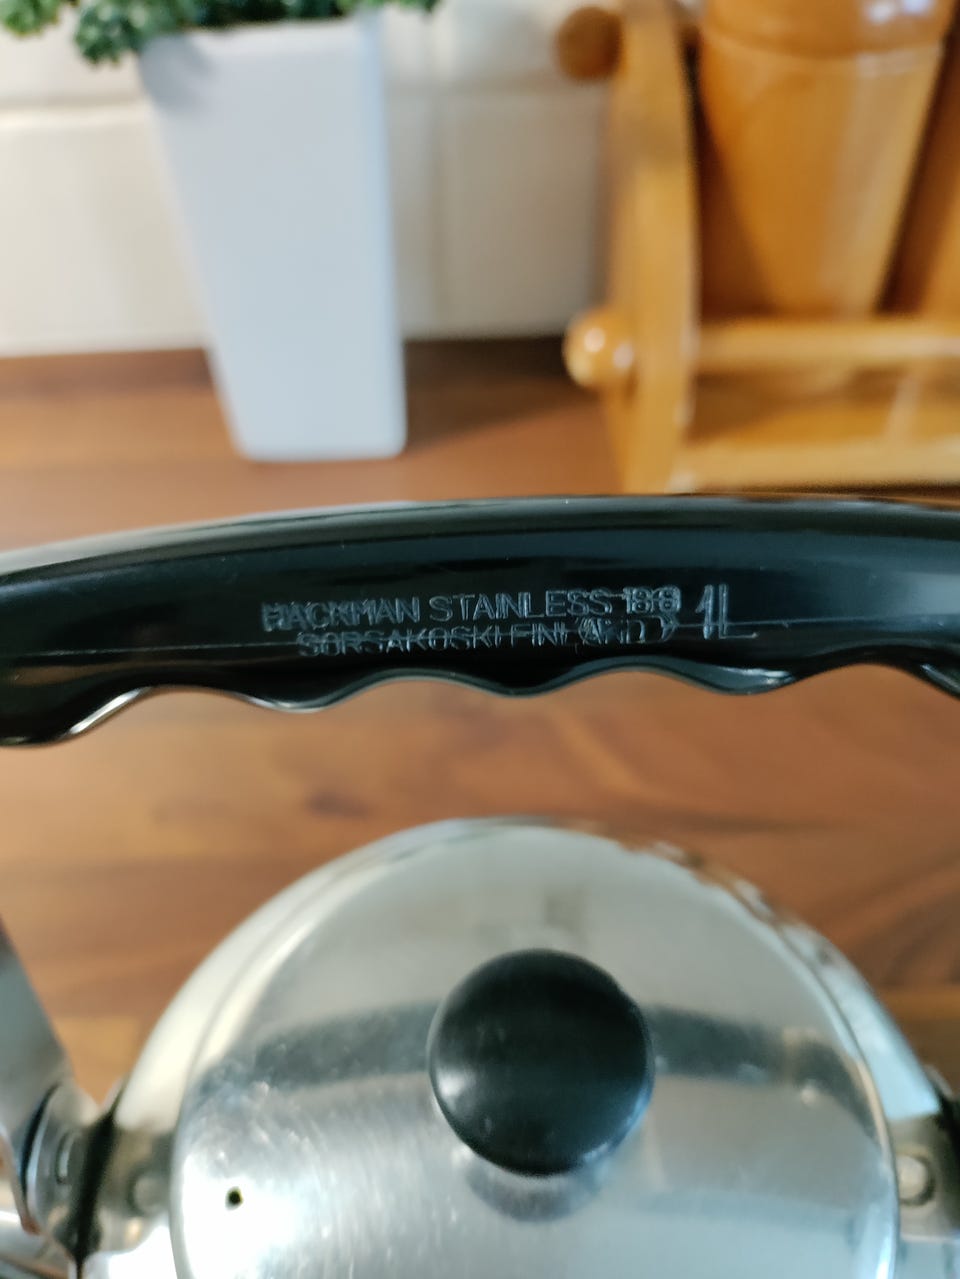 HACKMAN STAINLESS 18-8 1L
SORSAKOSKI FINLAND